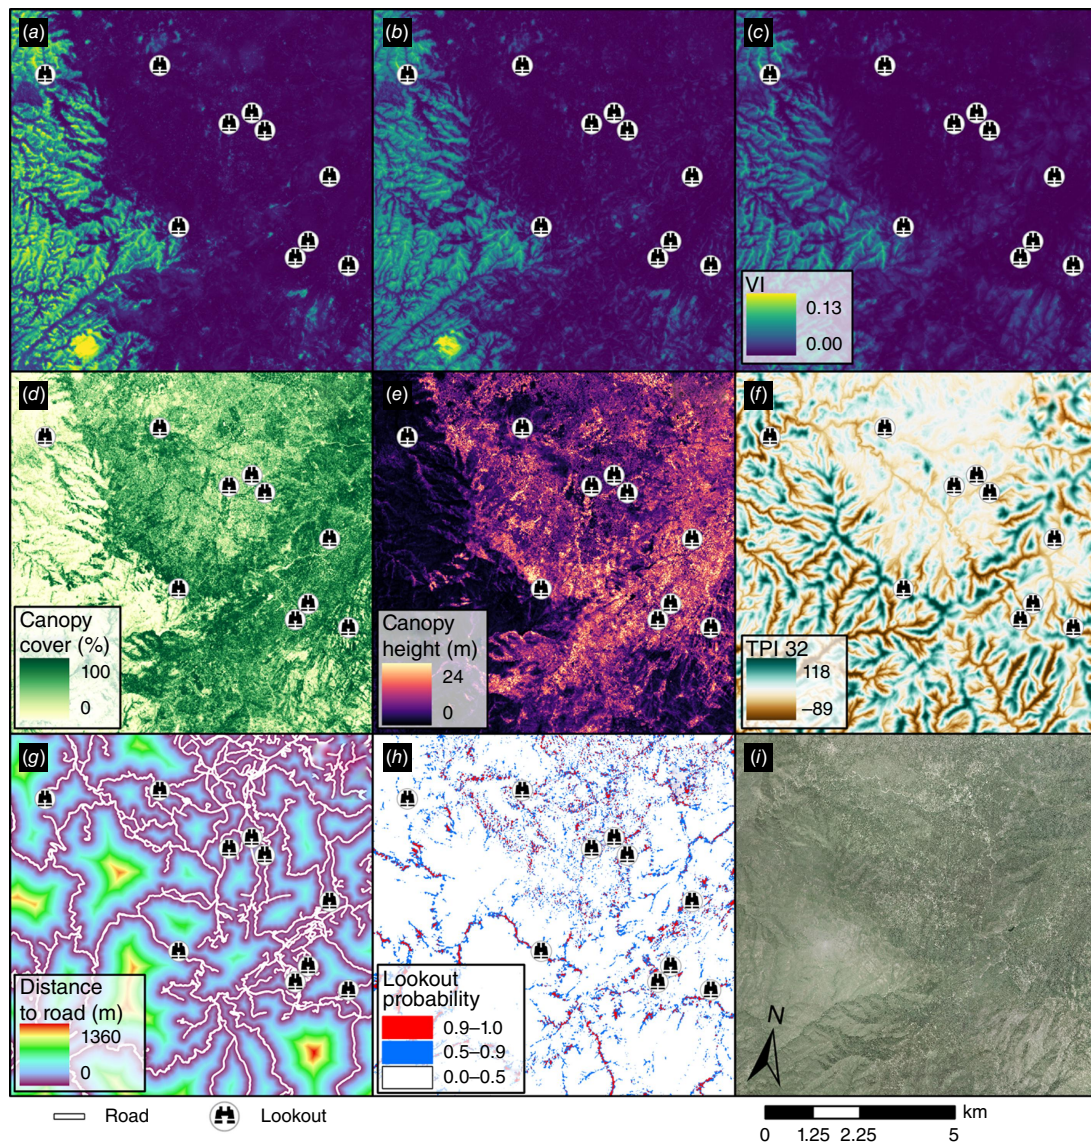 (a)
(b)
(c)
VI
0.13
0.00
(d)
Canopy
cover (%)
100
0
(e)
Canopy
height (m)
24
0
(f)
TPI 32
118
–89
(g)
Distance
to road (m)
1360
0
(h)
Lookout
probability
0.9–1.0
0.5–0.9
0.0–0.5
(i)
N
Road
Lookout
km
0 1.25 2.25 5